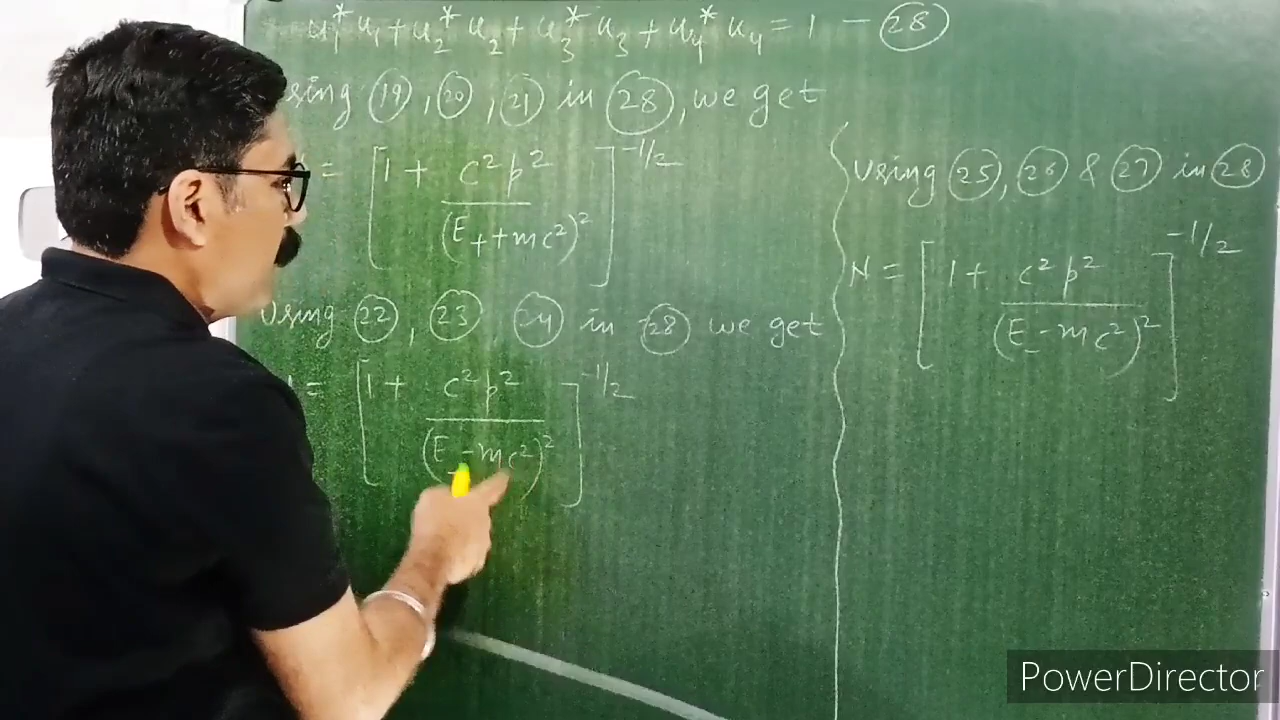 u₁*u₁ + u₂*u₂ + u₃*u₃ + u₄*u₄ = 1 — (28)
sing (19), (20), (21) in (28), we get
= [1 + c²p² / (E₊ + mc²)²]^-1/2
Using (22), (23) (24) in (28) we get
= [1 + c²p² / (E₊ - mc²)²]^-1/2
Using (25), (26) & (27) in (28)
N = [1 + c²p² / (E₋ - mc²)²]^-1/2
PowerDirector